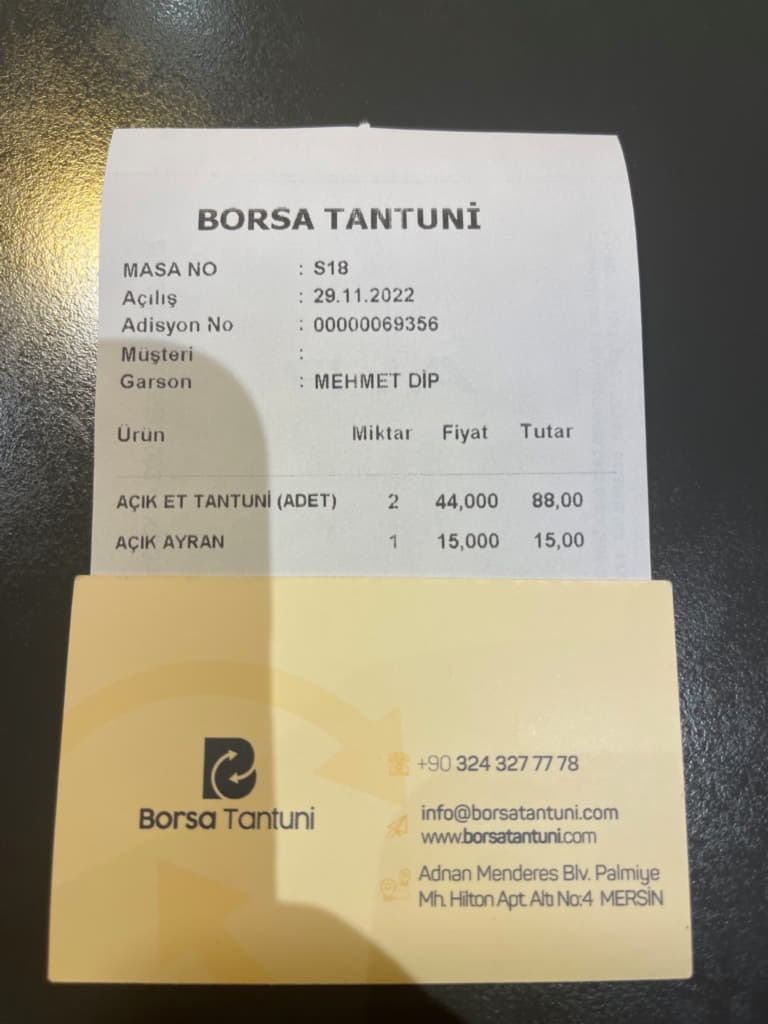 BORSA TANTUNİ
MASA NO : S18
Açılış : 29.11.2022
Adisyon No : 00000069356
Müşteri :
Garson : MEHMET DİP
Ürün Miktar Fiyat Tutar
AÇIK ET TANTUNİ (ADET) 2 44,000 88,00
AÇIK AYRAN 1 15,000 15,00
Borsa Tantuni
+90 324 327 77 78
info@borsatantuni.com
www.borsatantuni.com
Adnan Menderes Blv. Palmiye
Mh. Hilton Apt. Altı No:4 MERSİN